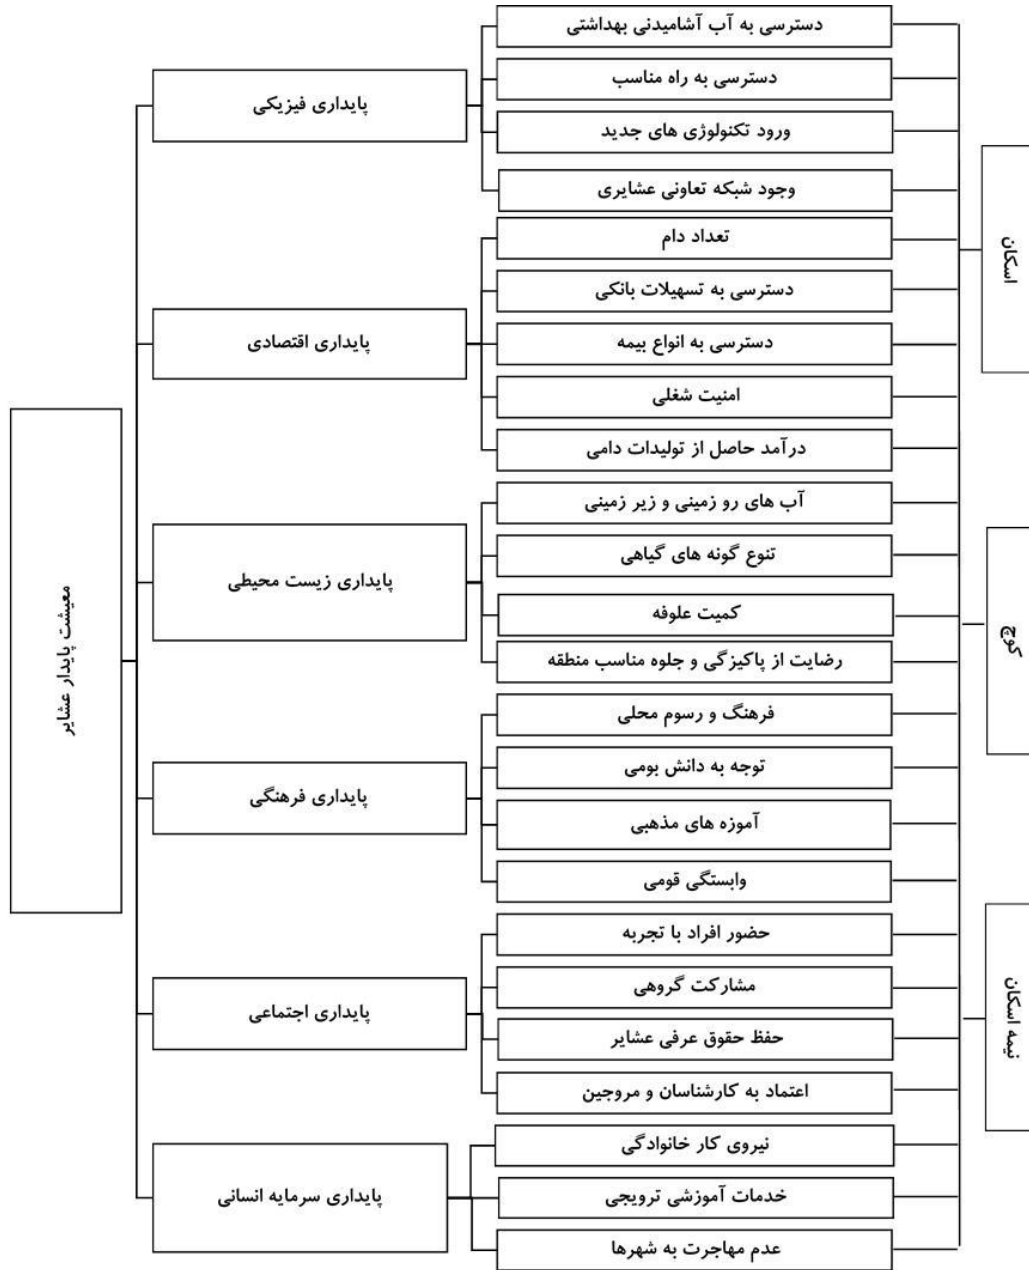 معیشت پایدار عشایر
پایداری فیزیکی
دسترسی به آب آشامیدنی بهداشتی
دسترسی به راه مناسب
ورود تکنولوژی های جدید
وجود شبکه تعاونی عشایری
پایداری اقتصادی
تعداد دام
دسترسی به تسهیلات بانکی
دسترسی به انواع بیمه
امنیت شغلی
درآمد حاصل از تولیدات دامی
پایداری زیست محیطی
آب های رو زمینی و زیر زمینی
تنوع گونه های گیاهی
کمیت علوفه
رضایت از پاکیزگی و جلوه مناسب منطقه
پایداری فرهنگی
فرهنگ و رسوم محلی
توجه به دانش بومی
آموزه های مذهبی
وابستگی قومی
پایداری اجتماعی
حضور افراد با تجربه
مشارکت گروهی
حفظ حقوق عرفی عشایر
اعتماد به کارشناسان و مروجین
پایداری سرمایه انسانی
نیروی کار خانوادگی
خدمات آموزشی ترویجی
عدم مهاجرت به شهرها
اسکان
کوچ
نیمه اسکان